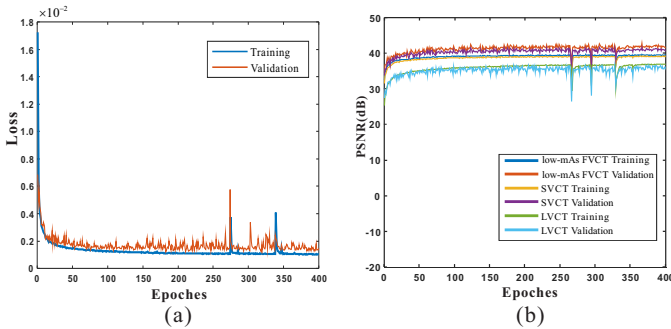 ×10⁻²
1.8
1.6
1.4
1.2
1
0.8
0.6
0.4
0.2
0
Loss
Training
Validation
0 50 100 150 200 250 300 350 400
Epoches
(a)
50
40
30
20
10
0
-10
-20
PSNR(dB)
low-mAs FVCT Training
low-mAs FVCT Validation
SVCT Training
SVCT Validation
LVCT Training
LVCT Validation
0 50 100 150 200 250 300 350 400
Epoches
(b)